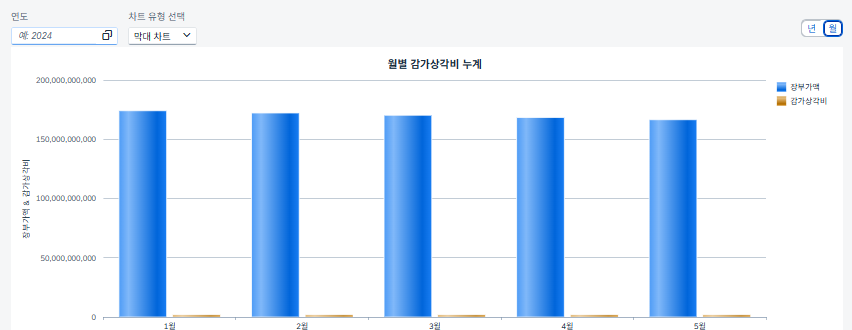 연도
차트 유형 선택
예: 2024
막대 차트
년
월
월별 감가상각비 누계
200,000,000,000
150,000,000,000
100,000,000,000
50,000,000,000
0
장부가액 & 감가상각비
장부가액
감가상각비
1월
2월
3월
4월
5월